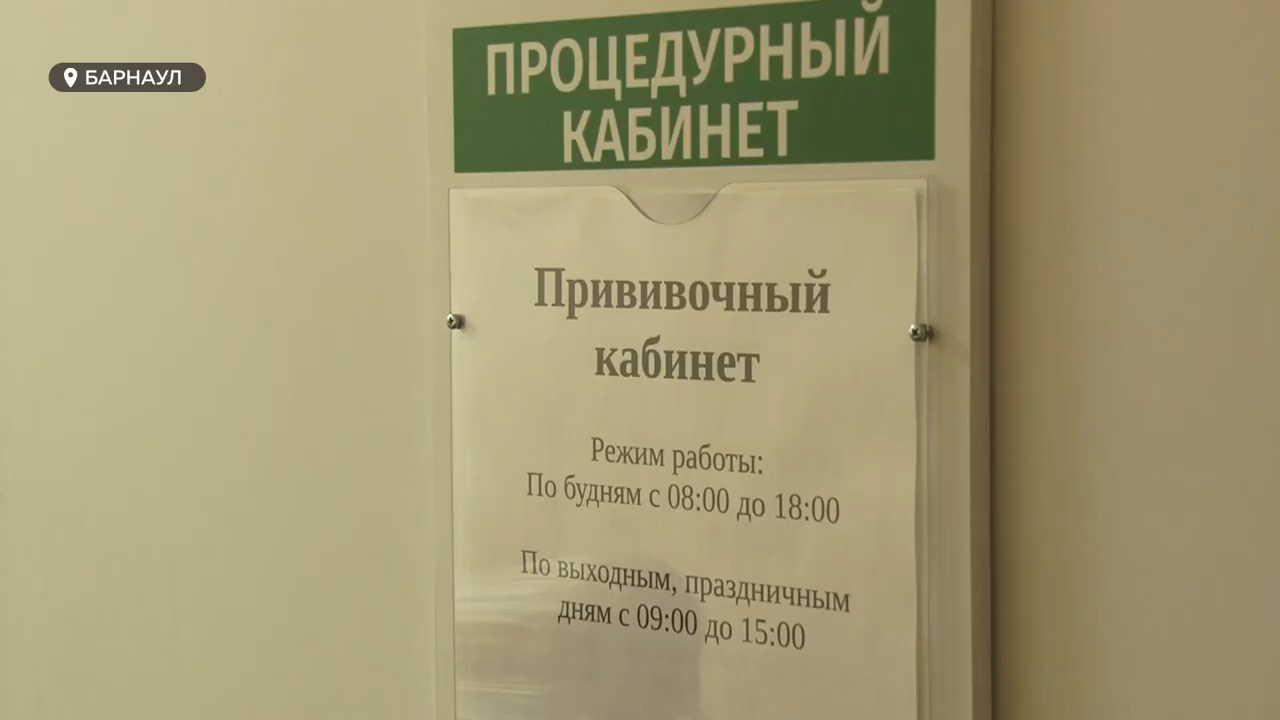 БАРНАУЛ
ПРОЦЕДУРНЫЙ
КАБИНЕТ
Прививочный
кабинет
Режим работы:
По будням с 08:00 до 18:00
По выходным, праздничным
дням с 09:00 до 15:00